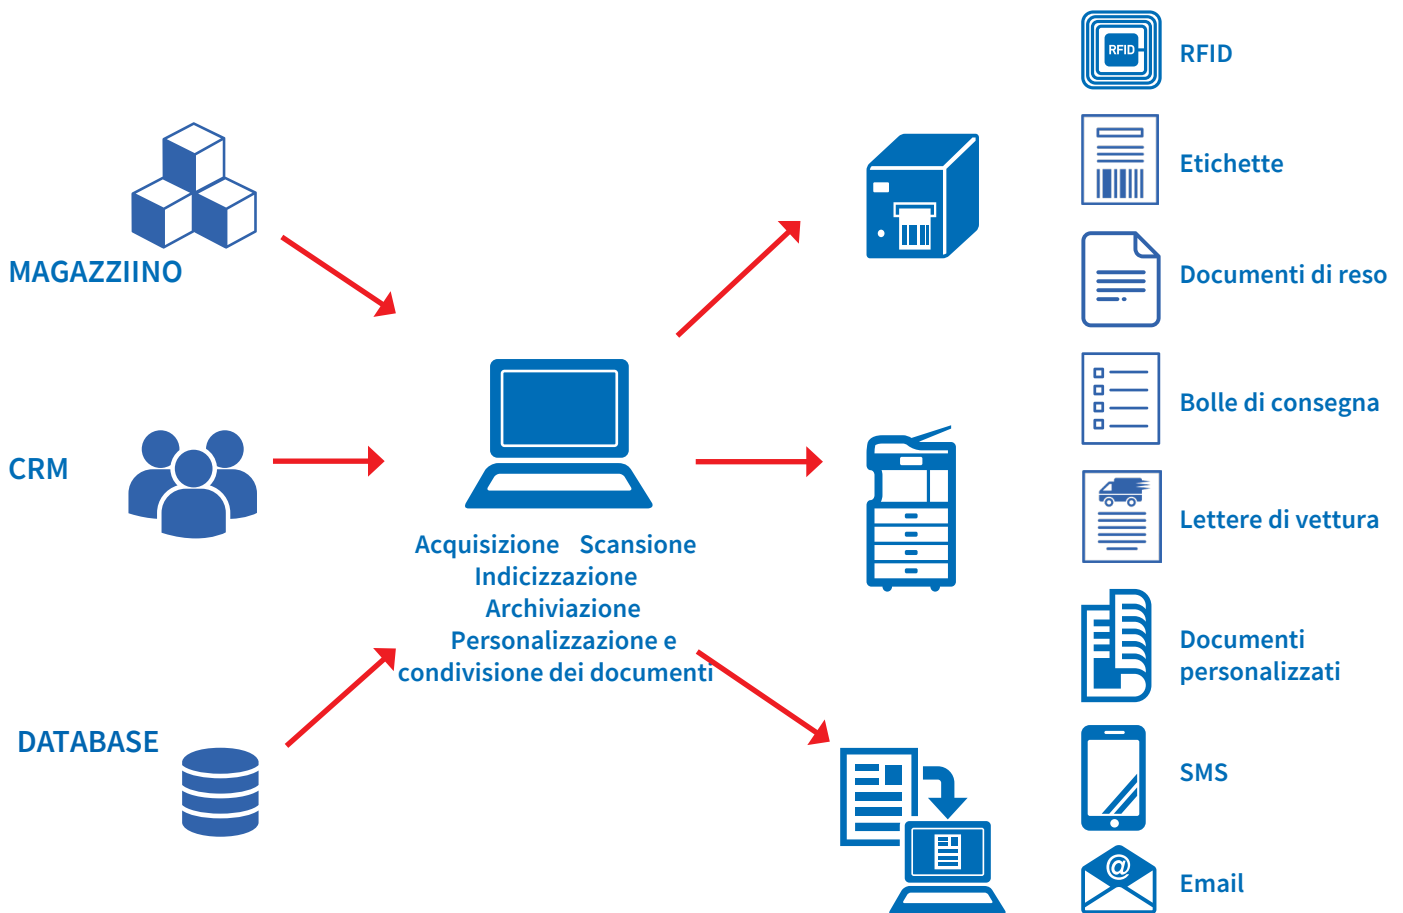 MAGAZZIINO
CRM
DATABASE
Acquisizione Scansione
Indicizzazione
Archiviazione
Personalizzazione e
condivisione dei documenti
RFID
RFID
Etichette
Documenti di reso
Bolle di consegna
Lettere di vettura
Documenti
personalizzati
SMS
@
Email